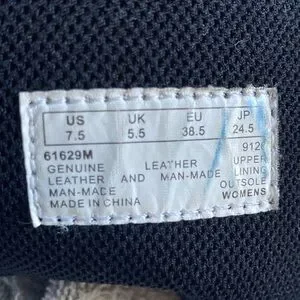 US UK EU JP
7.5 5.5 38.5 24.5
61629M 912
GENUINE LEATHER UPPER
LEATHER AND MAN-MADE LINING
MAN-MADE OUTSOLE
MADE IN CHINA WOMENS